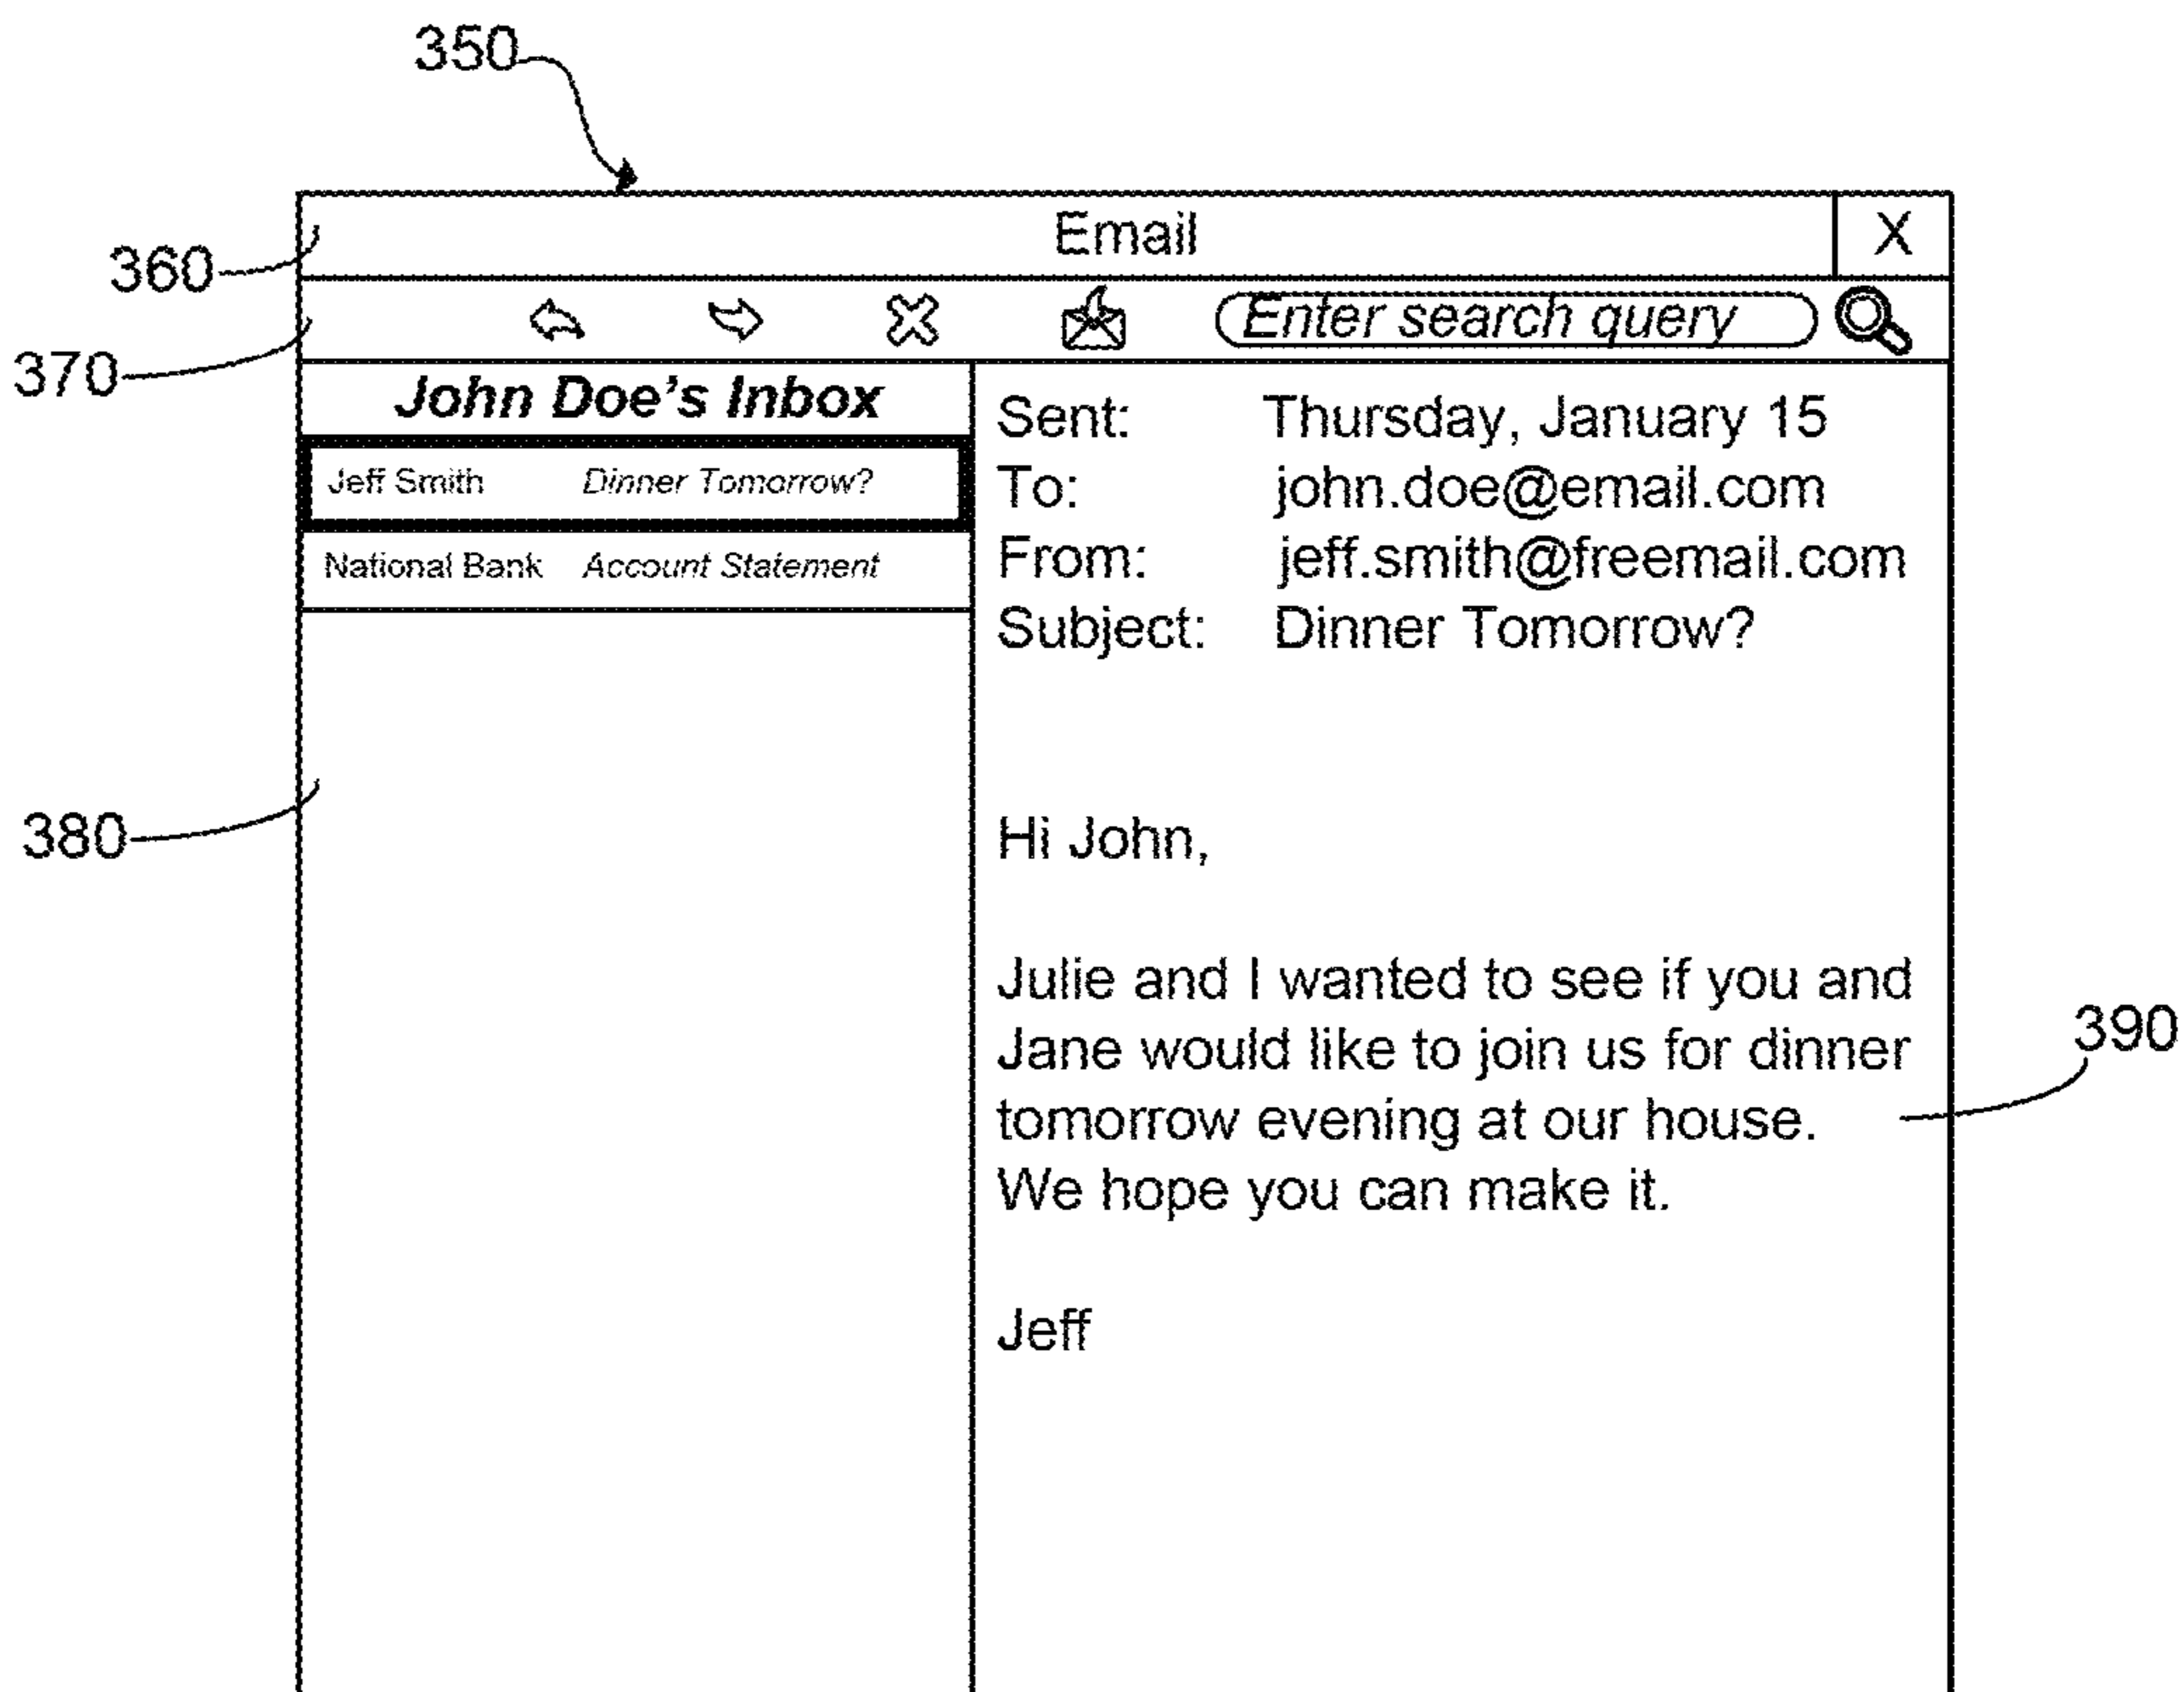 350
360
Email X
370
Enter search query
John Doe's Inbox
Jeff Smith Dinner Tomorrow?
National Bank Account Statement
380
Sent: Thursday, January 15
To: john.doe@email.com
From: jeff.smith@freemail.com
Subject: Dinner Tomorrow?
Hi John,
Julie and I wanted to see if you and
Jane would like to join us for dinner
tomorrow evening at our house.
We hope you can make it.
Jeff
390